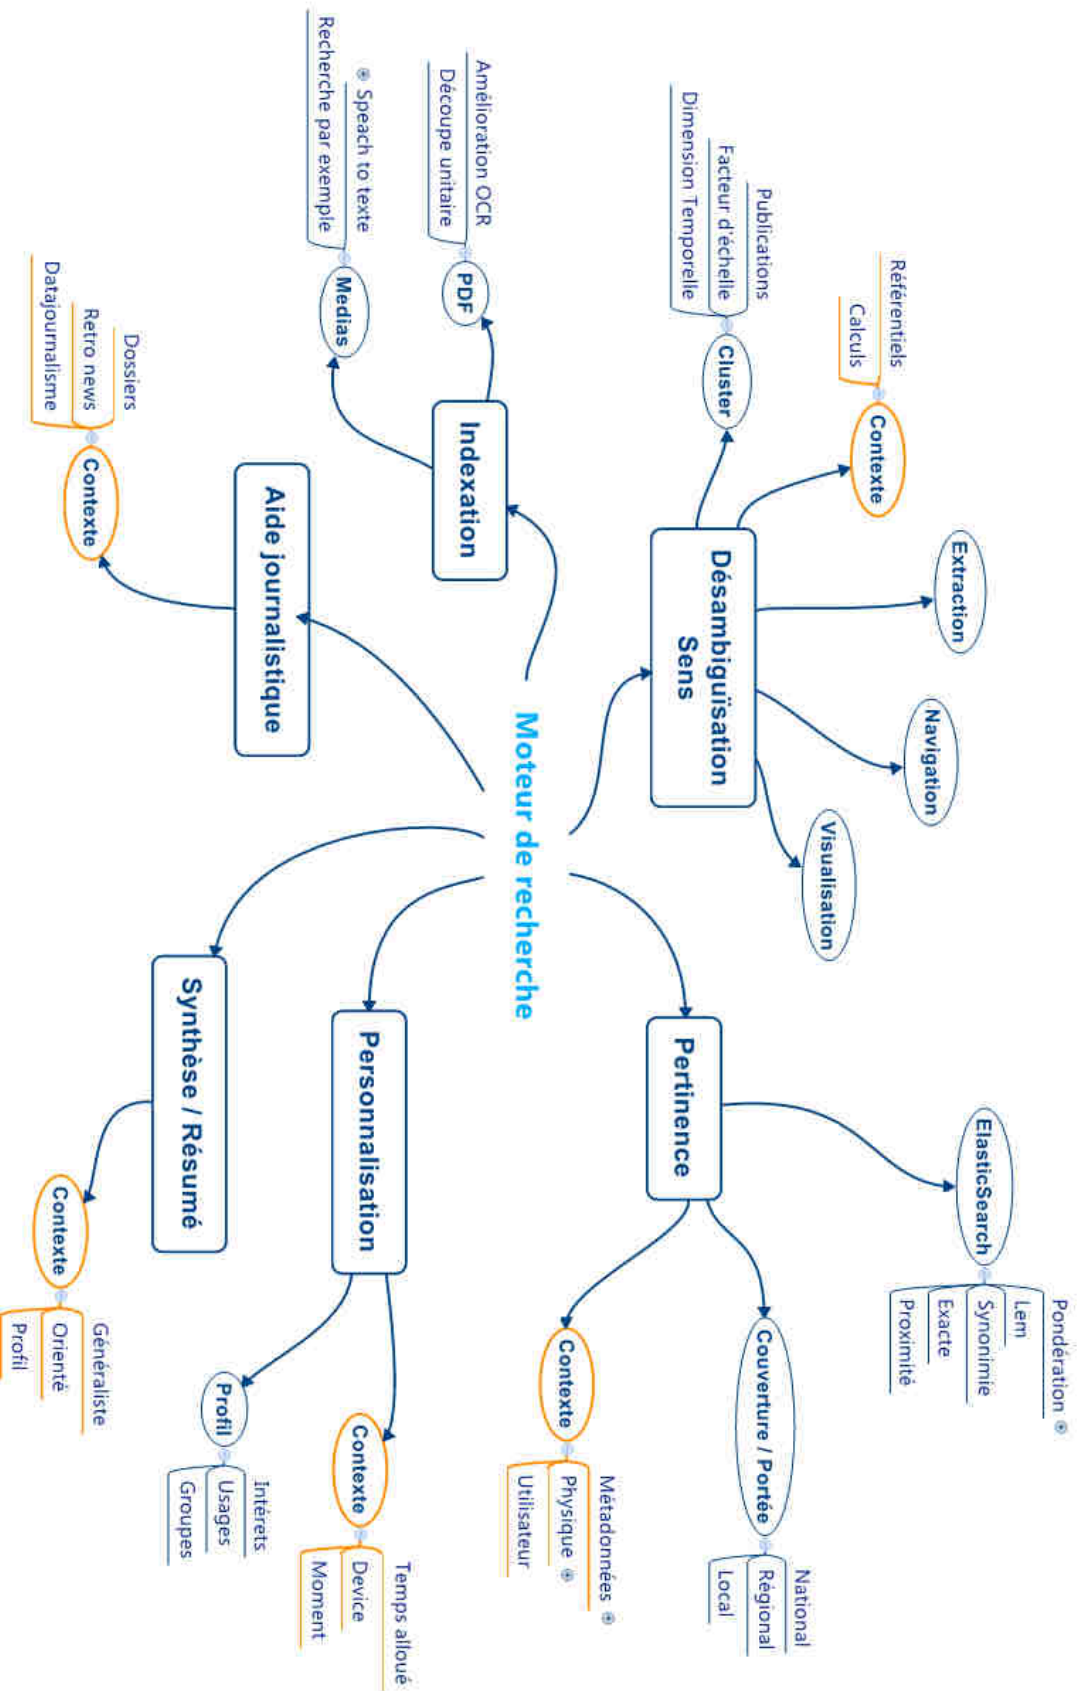 Moteur de recherche
Désambiguïsation
Sens
Contexte
Référentiels
Calculs
Cluster
Publications
Facteur d'échelle
Dimension Temporelle
Extraction
Navigation
Visualisation
Indexation
PDF
Amélioration OCR
Découpe unitaire
Medias
Speach to texte
Recherche par exemple
Aide journalistique
Contexte
Dossiers
Retro news
Datajournalisme
Pertinence
ElasticSearch
Pondération
Lem
Synonimie
Exacte
Proximité
Couverture / Portée
National
Régional
Local
Contexte
Métadonnées
Physique
Utilisateur
Personnalisation
Contexte
Temps alloué
Device
Moment
Profil
Intérets
Usages
Groupes
Synthèse / Résumé
Contexte
Généraliste
Orienté
Profil